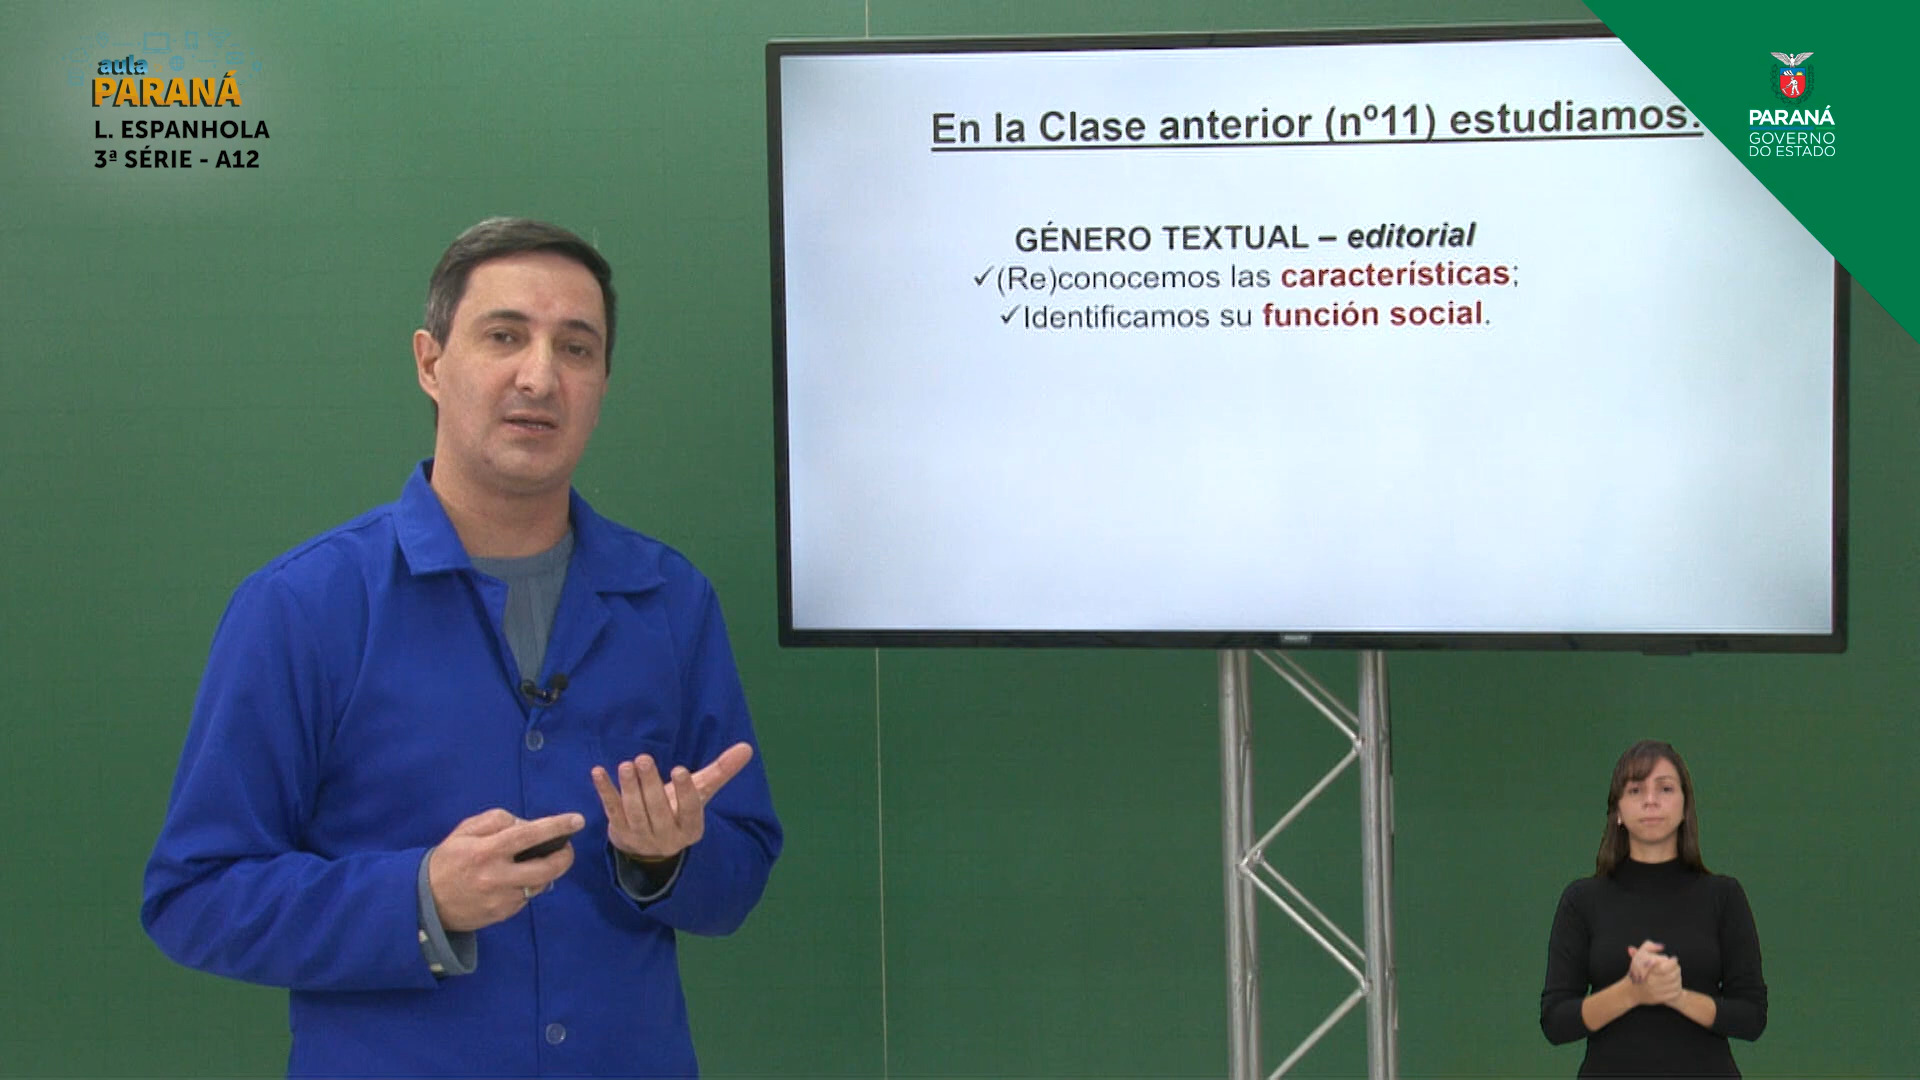 aula
PARANÁ
L. ESPANHOLA
3ª SÉRIE - A12
En la Clase anterior (nº11) estudiamos:
GÉNERO TEXTUAL – editorial
✓(Re)conocemos las características;
✓Identificamos su función social.
PARANÁ
GOVERNO
DO ESTADO
PHILIPS